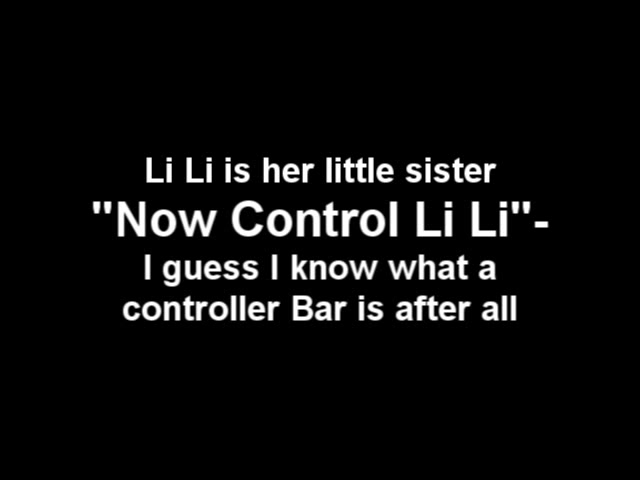 Li Li is her little sister
"Now Control Li Li"-
I guess I know what a
controller Bar is after all